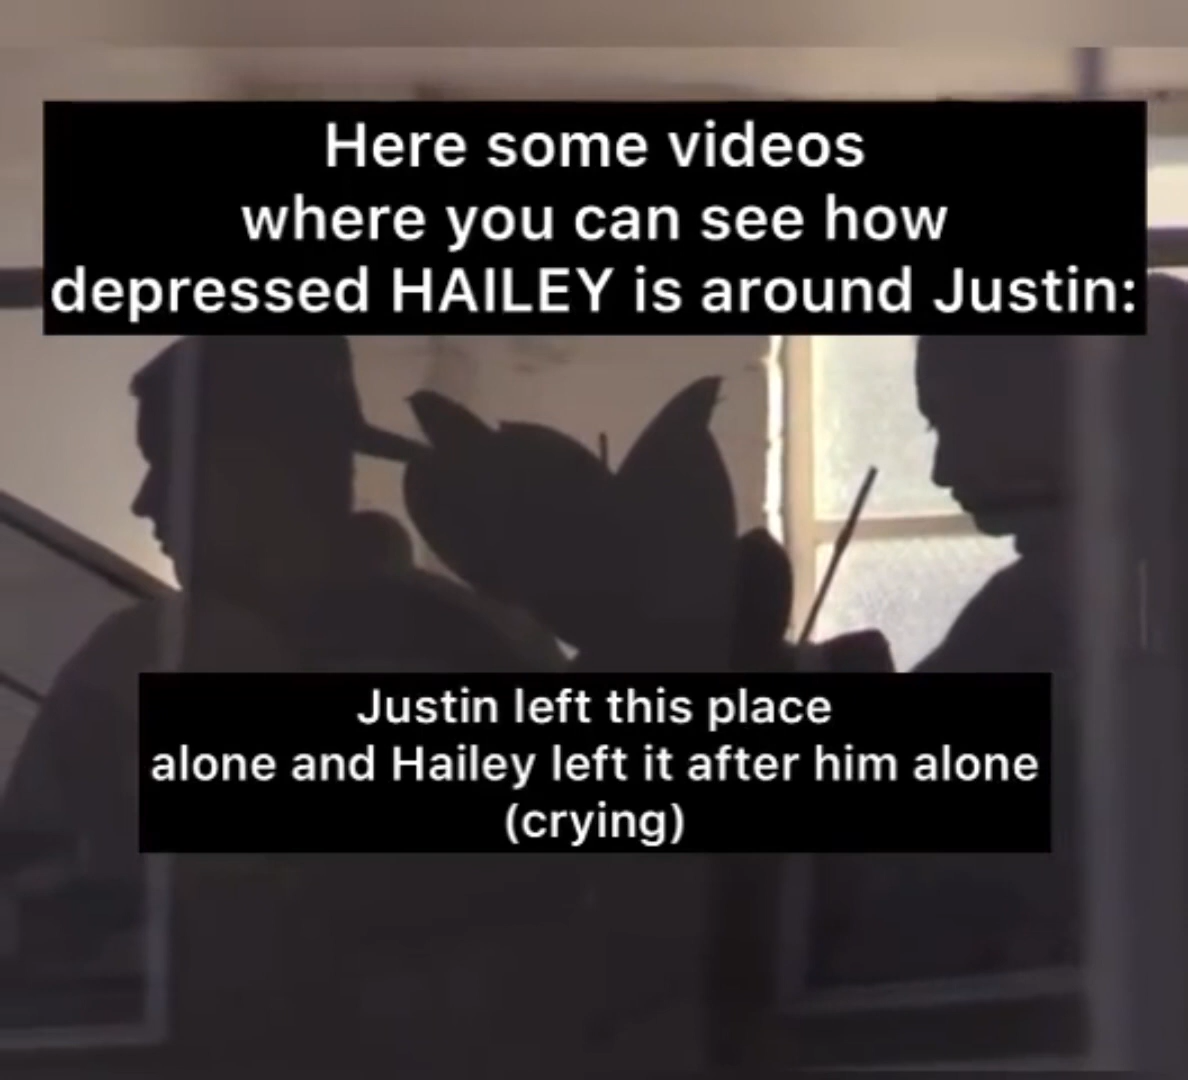 Here some videos
where you can see how
depressed HAILEY is around Justin:
Justin left this place
alone and Hailey left it after him alone
(crying)